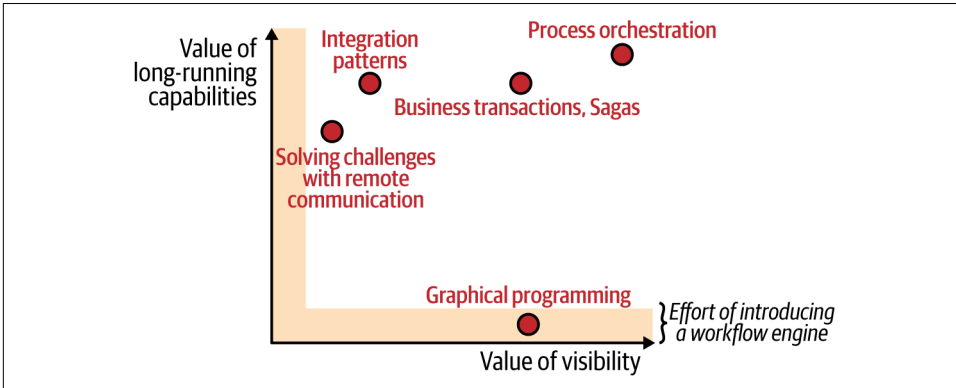 Value of
long-running
capabilities
Integration
patterns
Process orchestration
Business transactions, Sagas
Solving challenges
with remote
communication
Graphical programming
Effort of introducing
a workflow engine
Value of visibility